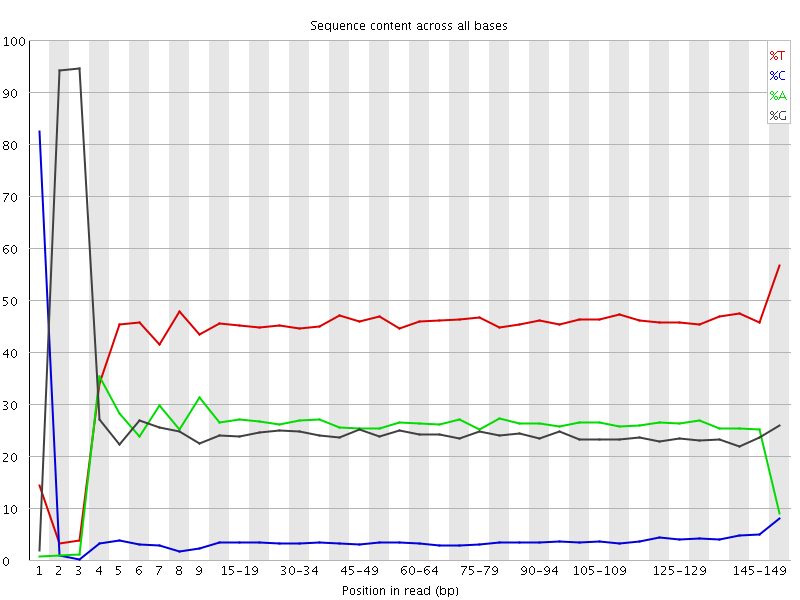 Sequence content across all bases
%T
%C
%A
%G
100
90
80
70
60
50
40
30
20
10
0
1 2 3 4 5 6 7 8 9 15-19 30-34 45-49 60-64 75-79 90-94 105-109 125-129 145-149
Position in read (bp)